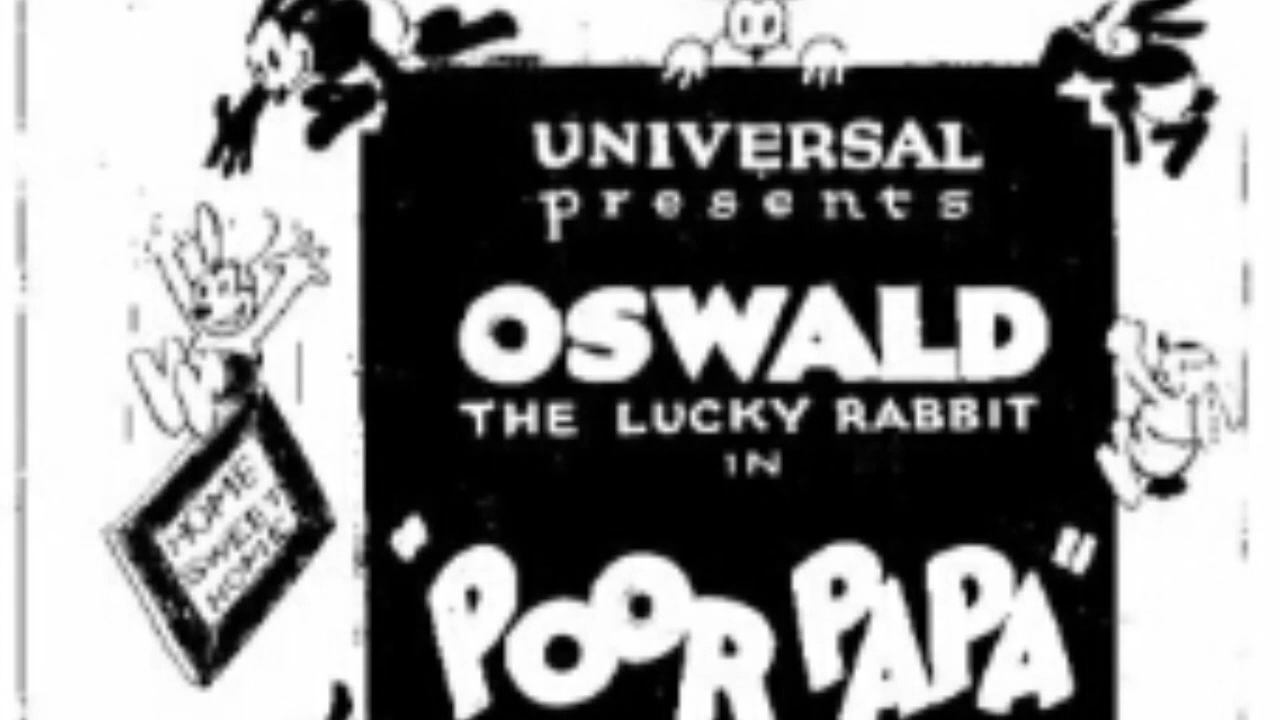 UNIVERSAL
presents
OSWALD
THE LUCKY RABBIT
IN
"POOR PAPA"
HOME
SWEET
HOME